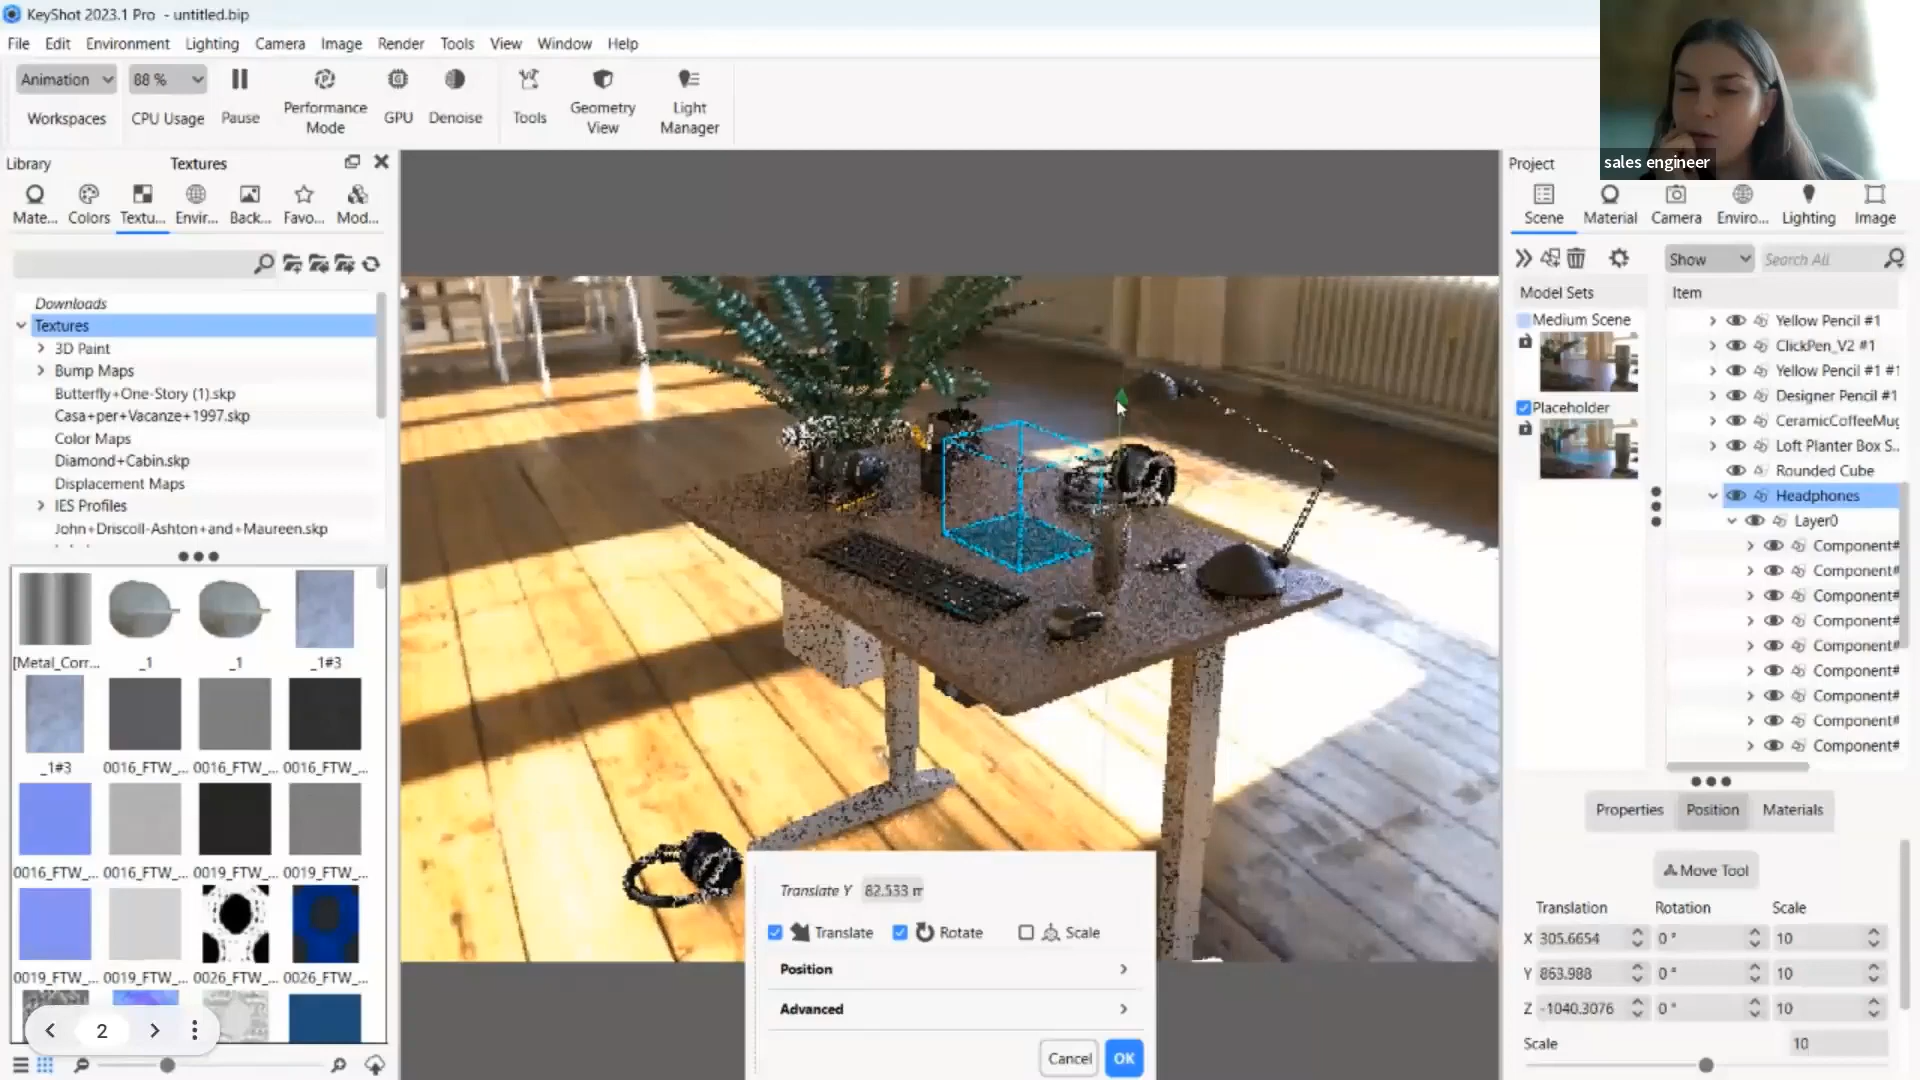 KeyShot 2023.1 Pro - untitled.bip
File Edit Environment Lighting Camera Image Render Tools View Window Help
Animation
Workspaces
88 %
CPU Usage
Pause
Performance
Mode
GPU
Denoise
Tools
Geometry
View
Light
Manager
sales engineer
Library
Textures
Mate... Colors Textu... Envir... Back... Favo... Mod...
Downloads
Textures
3D Paint
Bump Maps
Butterfly+One-Story (1).skp
Casa+per+Vacanze+1997.skp
Color Maps
Diamond+Cabin.skp
Displacement Maps
IES Profiles
John+Driscoll-Ashton+and+Maureen.skp
[Metal_Corr... _1 _1 _1#3
_1#3 0016_FTW_... 0016_FTW_... 0016_FTW_...
0016_FTW_... 0016_FTW_... 0019_FTW_... 0019_FTW_...
0019_FTW_... 0019_FTW_... 0026_FTW_... 0026_FTW_...
2
Translate Y 82.533 m
Translate Rotate Scale
Position
Advanced
Cancel OK
Project
Scene Material Camera Enviro... Lighting Image
Show Search All
Model Sets
Medium Scene
Placeholder
Item
Yellow Pencil #1
ClickPen_V2 #1
Yellow Pencil #1 #1
Designer Pencil #1
CeramicCoffeeMug
Loft Planter Box S...
Rounded Cube
Headphones
Layer0
Component#
Component#
Component#
Component#
Component#
Component#
Component#
Component#
Component#
Properties Position Materials
Move Tool
Translation Rotation Scale
X 305.6654 0 ° 10
Y 863.988 0 ° 10
Z -1040.3076 0 ° 10
Scale 10